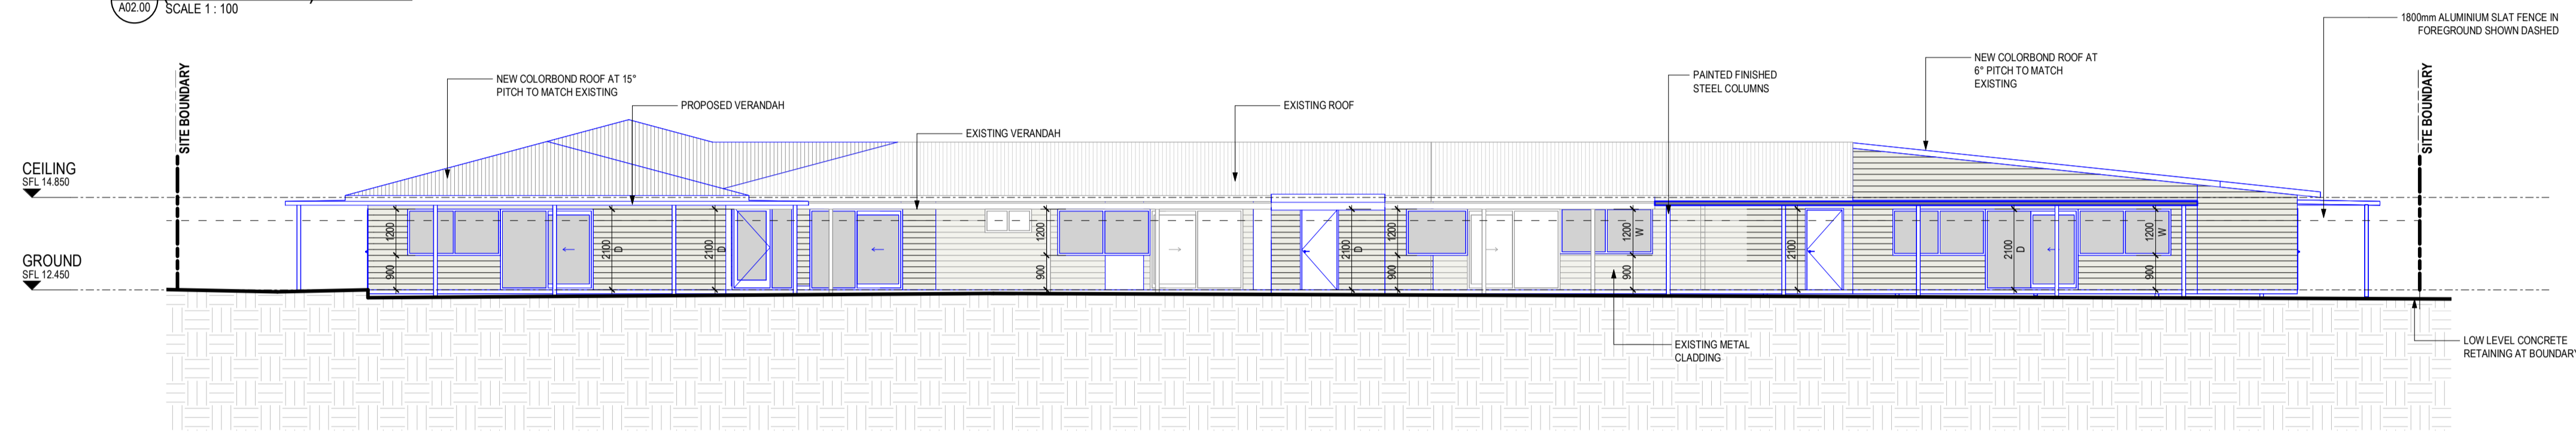 A02.00
SCALE 1 : 100
1800mm ALUMINIUM SLAT FENCE IN
FOREGROUND SHOWN DASHED
SITE BOUNDARY
NEW COLORBOND ROOF AT 15°
PITCH TO MATCH EXISTING
PROPOSED VERANDAH
EXISTING VERANDAH
EXISTING ROOF
PAINTED FINISHED
STEEL COLUMNS
NEW COLORBOND ROOF AT
6° PITCH TO MATCH
EXISTING
SITE BOUNDARY
CEILING
SFL 14.850
GROUND
SFL 12.450
1200
900
2100
D
2100
D
1200
900
2100
D
1200
900
1200
W
900
2100
2100
D
1200
W
900
EXISTING METAL
CLADDING
LOW LEVEL CONCRETE
RETAINING AT BOUNDARY